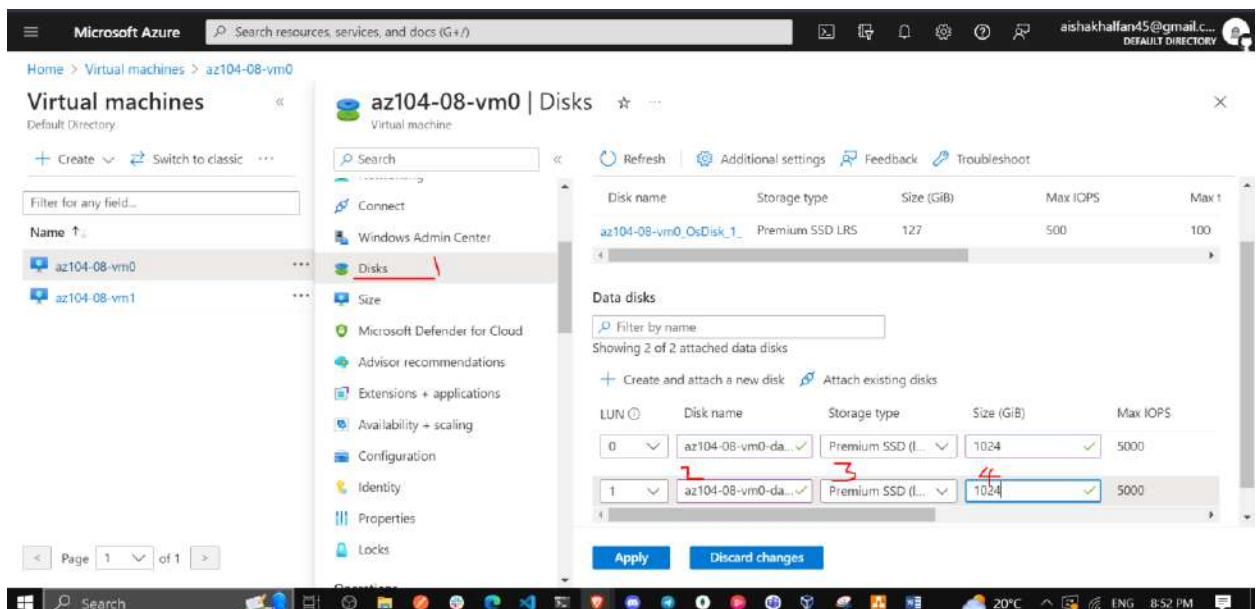 Microsoft Azure
Search resources, services, and docs (G+/)
aishakhalfan45@gmail.c...
DEFAULT DIRECTORY
Home > Virtual machines > az104-08-vm0
Virtual machines
Default Directory
+ Create Switch to classic ...
Filter for any field...
Name ↑
az104-08-vm0 ...
az104-08-vm1 ...
< Page 1 of 1 >
az104-08-vm0 | Disks ...
Virtual machine
Search
Networking
Connect
Windows Admin Center
Disks 1
Size
Microsoft Defender for Cloud
Advisor recommendations
Extensions + applications
Availability + scaling
Configuration
Identity
Properties
Locks
Operations
Refresh Additional settings Feedback Troubleshoot
Disk name Storage type Size (GiB) Max IOPS Max t
az104-08-vm0_OsDisk_1_ Premium SSD LRS 127 500 100
Data disks
Filter by name
Showing 2 of 2 attached data disks
+ Create and attach a new disk Attach existing disks
LUN Disk name Storage type Size (GiB) Max IOPS
0 az104-08-vm0-da... Premium SSD (l... 1024 5000
2 3 4
1 az104-08-vm0-da... Premium SSD (l... 1024 5000
Apply Discard changes
Search 20°C ENG 8:52 PM